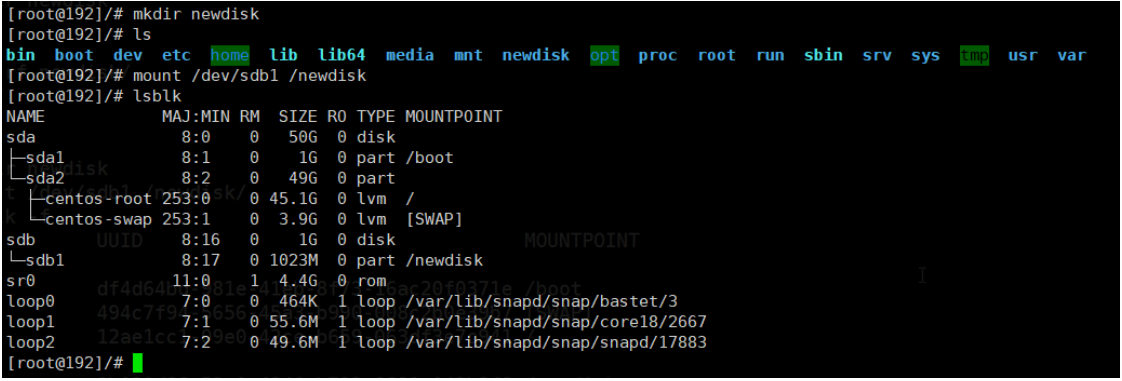 [root@192]/# mkdir newdisk
[root@192]/# ls
bin boot dev etc home lib lib64 media mnt newdisk opt proc root run sbin srv sys tmp usr var
[root@192]/# mount /dev/sdb1 /newdisk
[root@192]/# lsblk
NAME MAJ:MIN RM SIZE RO TYPE MOUNTPOINT
sda 8:0 0 50G 0 disk
├─sda1 8:1 0 1G 0 part /boot
└─sda2 8:2 0 49G 0 part
├─centos-root 253:0 0 45.1G 0 lvm /
└─centos-swap 253:1 0 3.9G 0 lvm [SWAP]
sdb 8:16 0 1G 0 disk
└─sdb1 8:17 0 1023M 0 part /newdisk
sr0 11:0 1 4.4G 0 rom
loop0 7:0 0 464K 1 loop /var/lib/snapd/snap/bastet/3
loop1 7:1 0 55.6M 1 loop /var/lib/snapd/snap/core18/2667
loop2 7:2 0 49.6M 1 loop /var/lib/snapd/snap/snapd/17883
[root@192]/#
UUID MOUNTPOINT